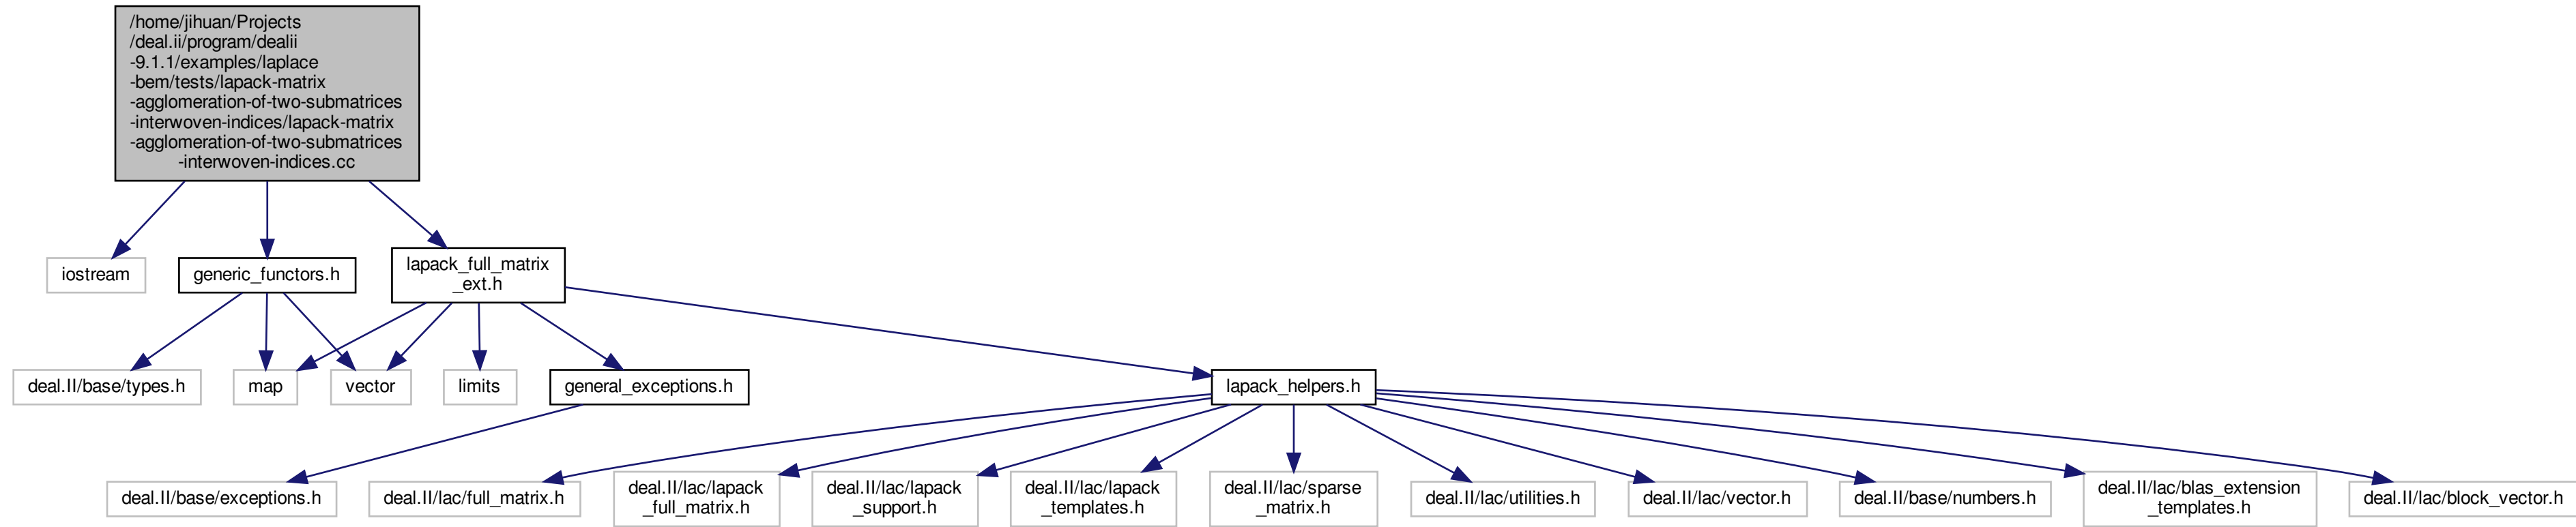 /home/jihuan/Projects
/deal.ii/program/dealii
-9.1.1/examples/laplace
-bem/tests/lapack-matrix
-agglomeration-of-two-submatrices
-interwoven-indices/lapack-matrix
-agglomeration-of-two-submatrices
-interwoven-indices.cc
iostream
generic_functors.h
lapack_full_matrix
_ext.h
deal.II/base/types.h
map
vector
limits
general_exceptions.h
lapack_helpers.h
deal.II/base/exceptions.h
deal.II/lac/full_matrix.h
deal.II/lac/lapack
_full_matrix.h
deal.II/lac/lapack
_support.h
deal.II/lac/lapack
_templates.h
deal.II/lac/sparse
_matrix.h
deal.II/lac/utilities.h
deal.II/lac/vector.h
deal.II/base/numbers.h
deal.II/lac/blas_extension
_templates.h
deal.II/lac/block_vector.h